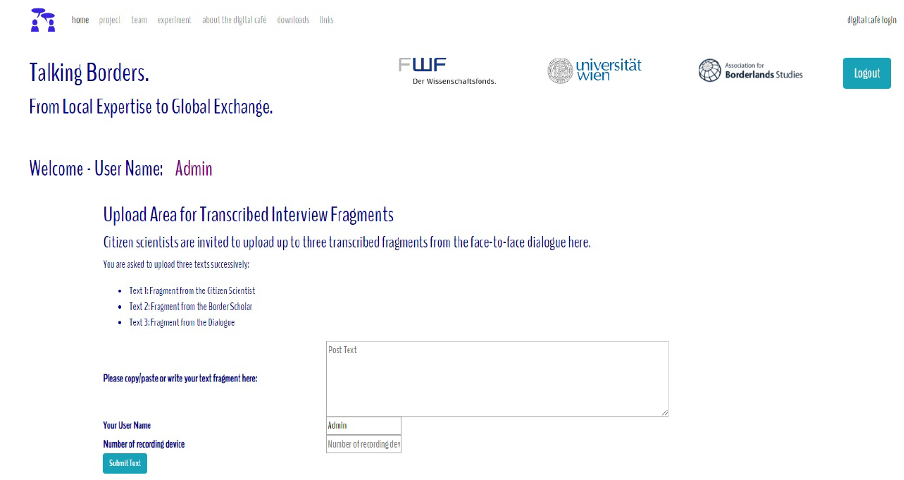 home project team experiment about the digital café downloads links digital café login
Talking Borders.
FWF
Der Wissenschaftsfonds.
universität
wien
Association for
Borderlands Studies
Logout
From Local Expertise to Global Exchange.
Welcome - User Name: Admin
Upload Area for Transcribed Interview Fragments
Citizen scientists are invited to upload up to three transcribed fragments from the face-to-face dialogue here.
You are asked to upload three texts successively:
Text 1: Fragment from the Citizen Scientist
Text 2: Fragment from the Border Scholar
Text 3: Fragment from the Dialogue
Post Text
Please copy/paste or write your text fragment here:
Your User Name Admin
Number of recording device Number of recording dev
Submit Text